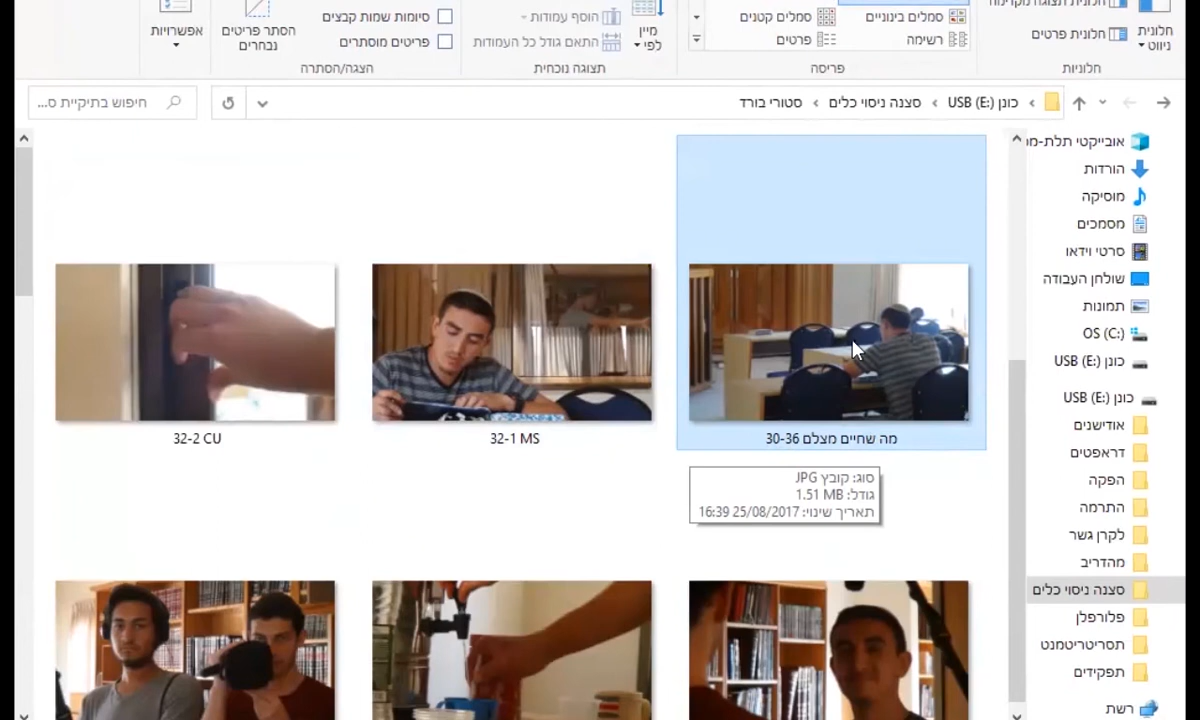 חלונית תצוגה מקדימה
סמלים בינוניים
סמלים קטנים
הוסף עמודות
סיומות שמות קבצים
חלונית ניווט
חלונית פרטים
רשימה
פרטים
מיין לפי
התאם גודל כל העמודות
פריטים מוסתרים
הסתר פריטים נבחרים
אפשרויות
חלוניות
פריסה
תצוגה נוכחית
הצגה/הסתרה
כונן USB (E:) › סצנה ניסוי כלים › סטורי בורד
חיפוש בתיקיית ס...
אובייקטי תלת-ממ
הורדות
מוסיקה
מסמכים
סרטי וידאו
שולחן העבודה
תמונות
OS (C:)
כונן USB (E:)
כונן USB (E:)
אודישנים
דראפטים
הפקה
התרמה
לקרן גשר
מהדריב
סצנה ניסוי כלים
פלורפלן
תסריטריטמנט
תפקידים
רשת
מה שחיים מצלם 30-36
32-1 MS
32-2 CU
סוג: קובץ JPG
גודל: 1.51 MB
תאריך שינוי: 25/08/2017 16:39